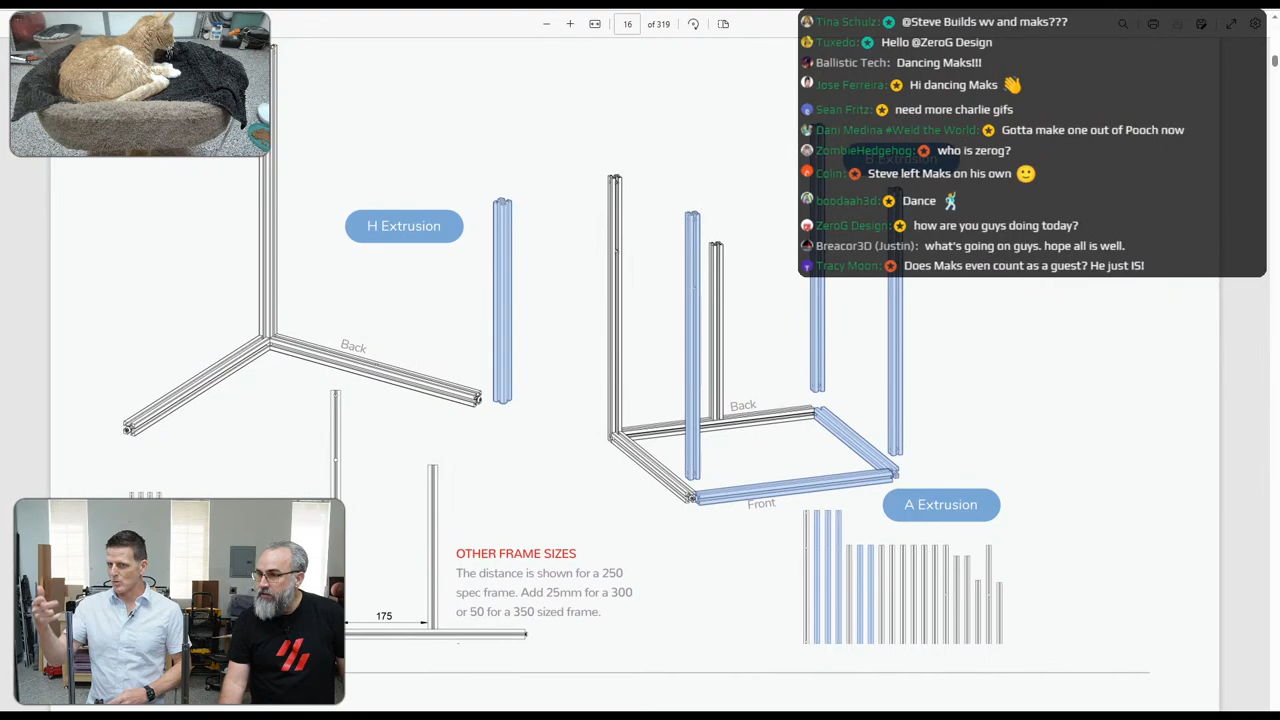 16 of 319
H Extrusion
Back
Back
Front
A Extrusion
B Extrusion
OTHER FRAME SIZES
The distance is shown for a 250
spec frame. Add 25mm for a 300
or 50 for a 350 sized frame.
175
Tina Schulz: @Steve Builds wv and maks???
Tuxedo: Hello @ZeroG Design
Ballistic Tech: Dancing Maks!!!
Jose Ferreira: Hi dancing Maks 👋
Sean Fritz: need more charlie gifs
Dani Medina #Weld the World: Gotta make one out of Pooch now
ZombieHedgehog: who is zerog?
Colin: Steve left Maks on his own 🙂
boodaah3d: Dance 🕺
ZeroG Design: how are you guys doing today?
Breacor3D (Justin): what's going on guys. hope all is well.
Tracy Moon: Does Maks even count as a guest? He just IS!